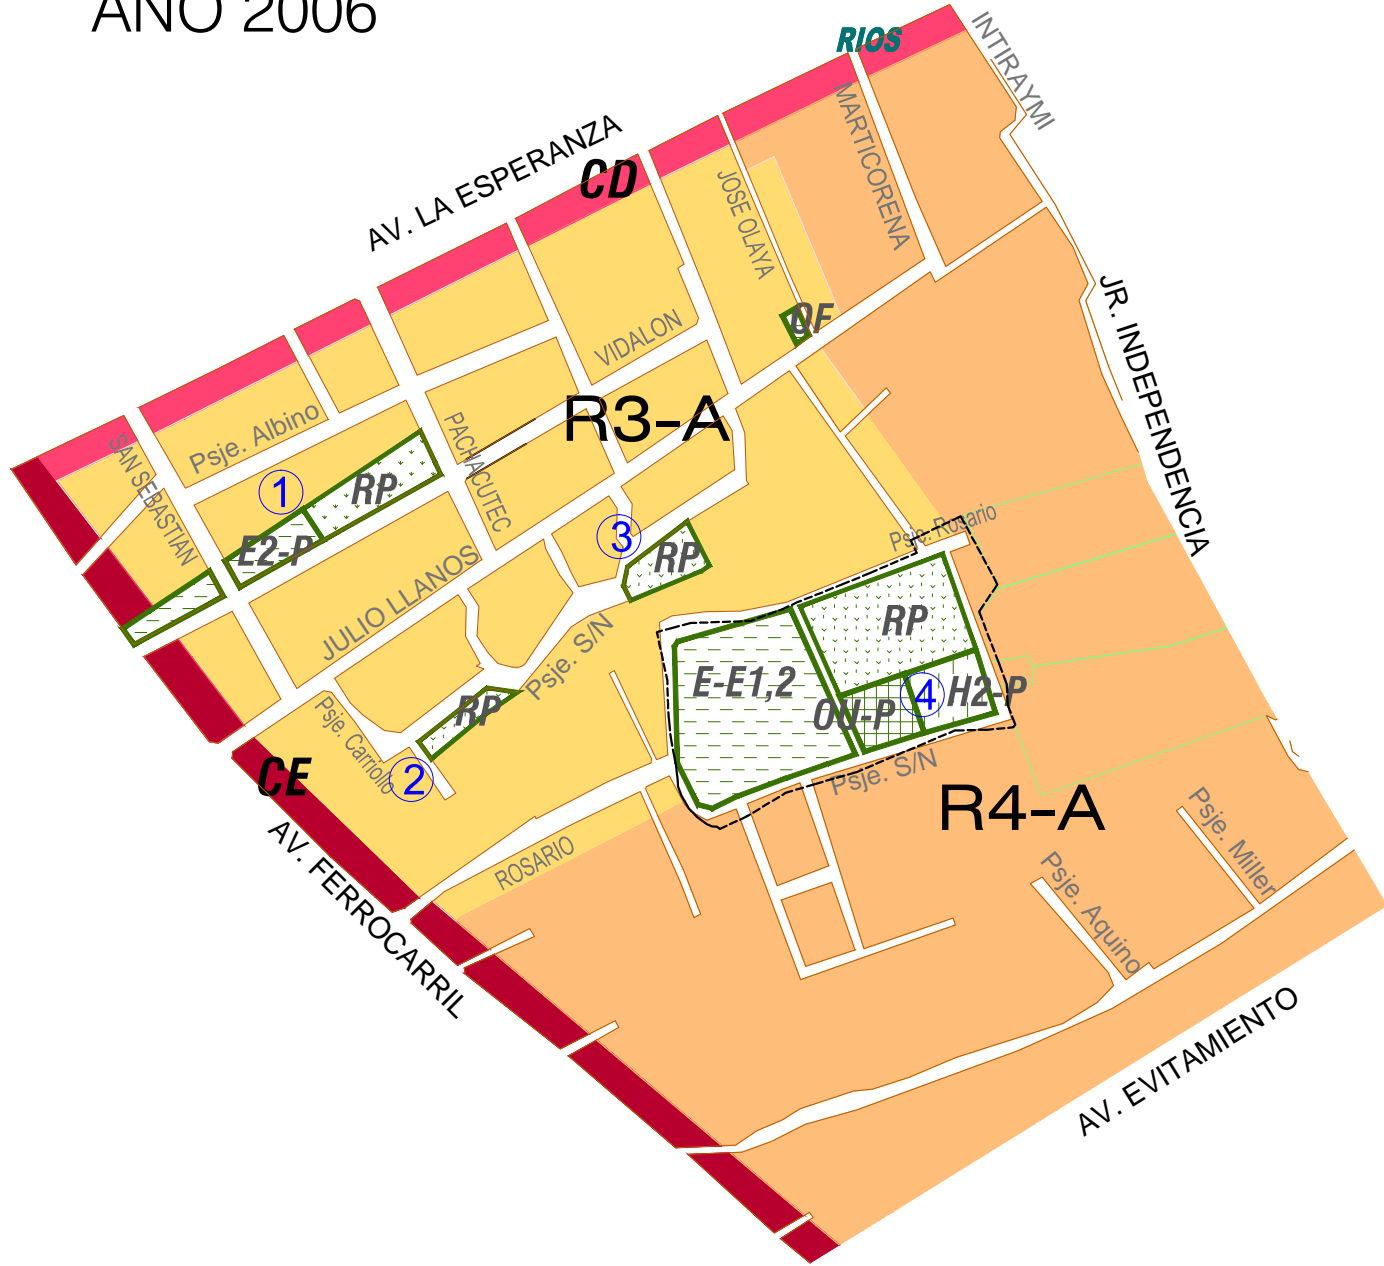 AÑO 2006
RIOS
INTIRAYMI
MARTICORENA
AV. LA ESPERANZA
CD
JOSE OLAYA
JR. INDEPENDENCIA
OF
VIDALON
R3-A
Psje. Albino
PACHACUTEC
SAN SEBASTIAN
1
RP
E2-P
3
RP
Psje. Rosario
JULIO LLANOS
RP
Psje. S/N
E-E1,2
4
H2-P
OU-P
RP
Psje. Carriollo
2
CE
Psje. S/N
R4-A
Psje. Miller
AV. FERROCARRIL
ROSARIO
Psje. Aquino
AV. EVITAMIENTO